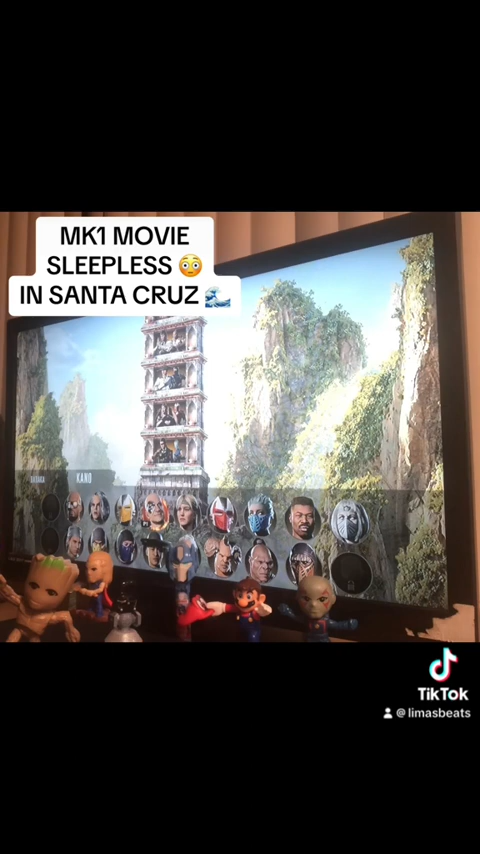 MK1 MOVIE
SLEEPLESS 😳
IN SANTA CRUZ 🌊
KANO
TikTok
@limasbeats